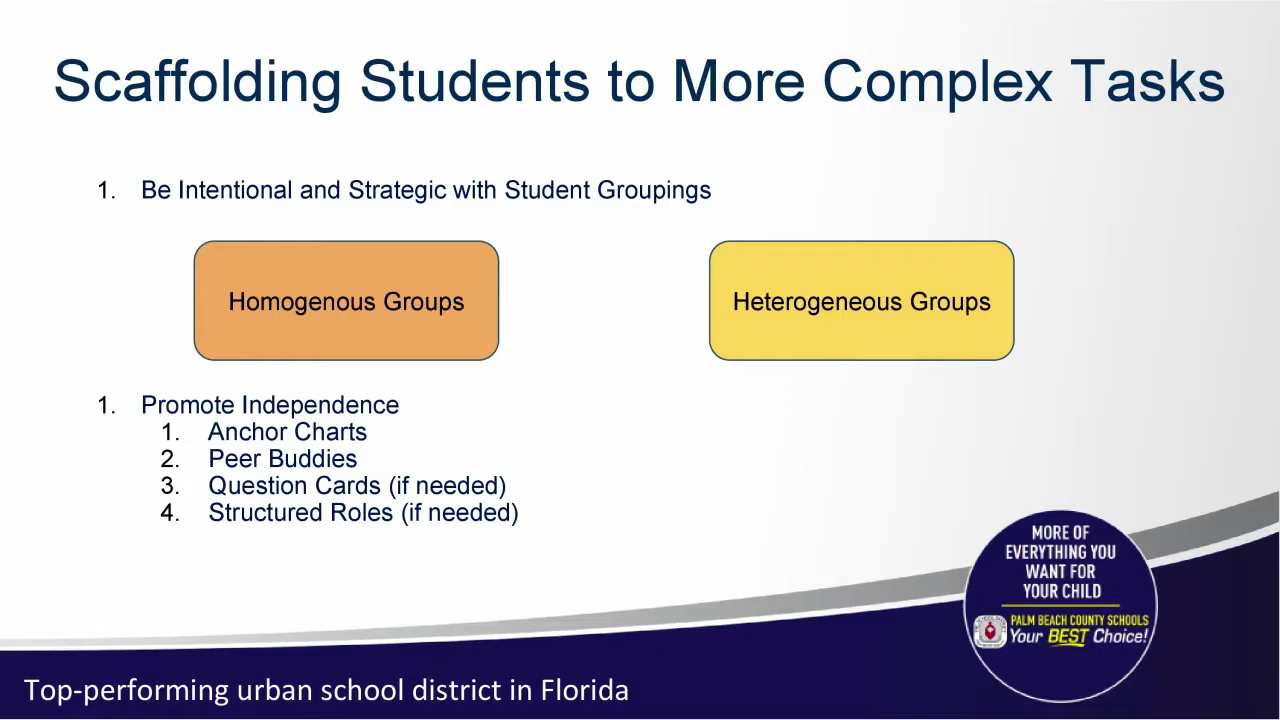 Scaffolding Students to More Complex Tasks
1. Be Intentional and Strategic with Student Groupings
Homogenous Groups
Heterogeneous Groups
1. Promote Independence
1. Anchor Charts
2. Peer Buddies
3. Question Cards (if needed)
4. Structured Roles (if needed)
MORE OF
EVERYTHING YOU
WANT FOR
YOUR CHILD
PALM BEACH COUNTY SCHOOLS
Your BEST Choice!
Top-performing urban school district in Florida